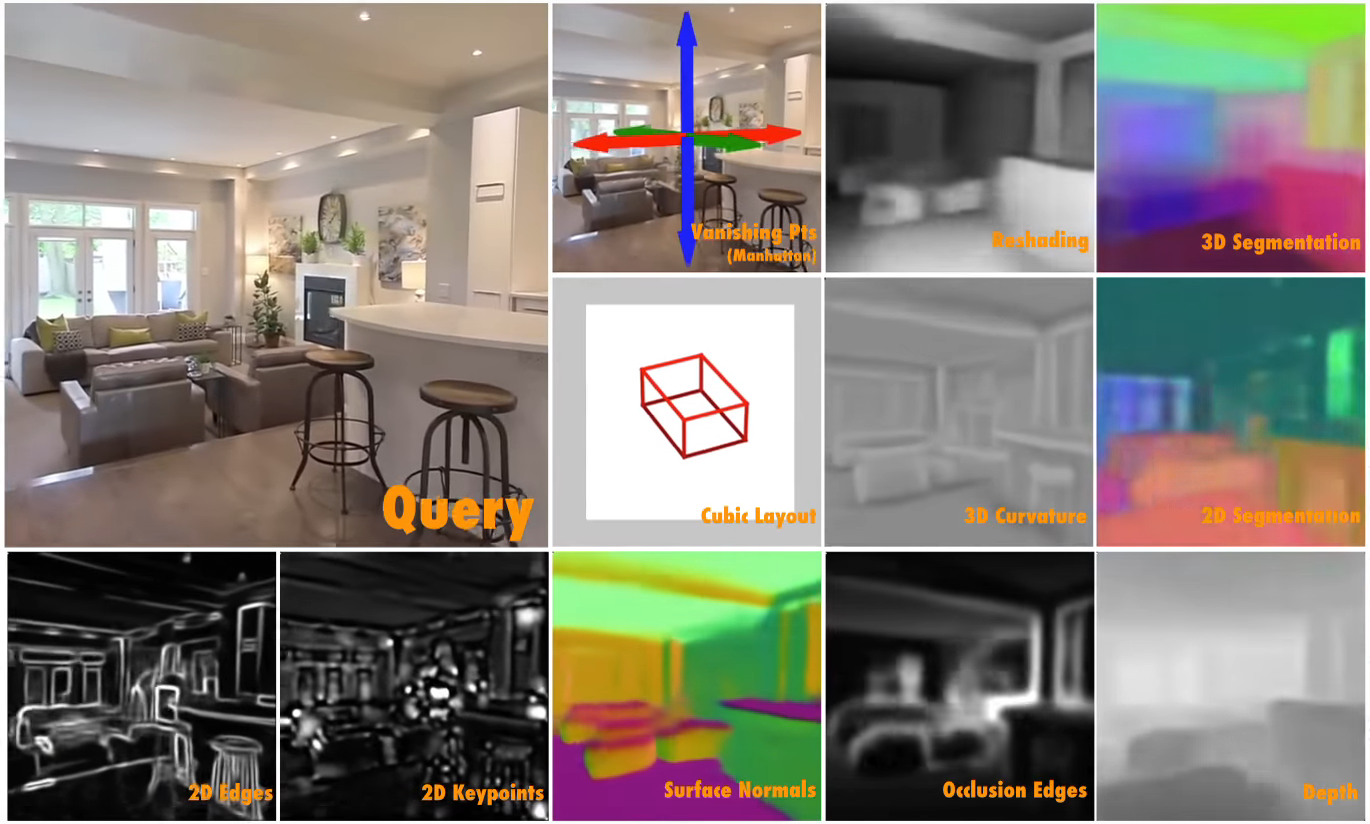 Query
Vanishing Pts
(Manhattan)
Reshading
3D Segmentation
Cubic Layout
3D Curvature
2D Segmentation
2D Edges
2D Keypoints
Surface Normals
Occlusion Edges
Depth